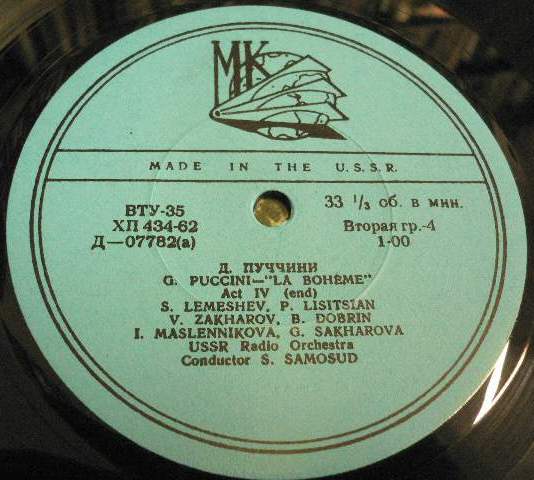 МК
MADE IN THE U.S.S.R.
ВТУ-35
ХП 434-62
Д—07782(а)
33 1/3 об. в мин.
Вторая гр.-4
1-00
Д. ПУЧЧИНИ
G. PUCCINI—"LA BOHEME"
Act IV (end)
S. LEMESHEV, P. LISITSIAN
V. ZAKHAROV, B. DOBRIN
I. MASLENNIKOVA, G. SAKHAROVA
USSR Radio Orchestra
Conductor S. SAMOSUD